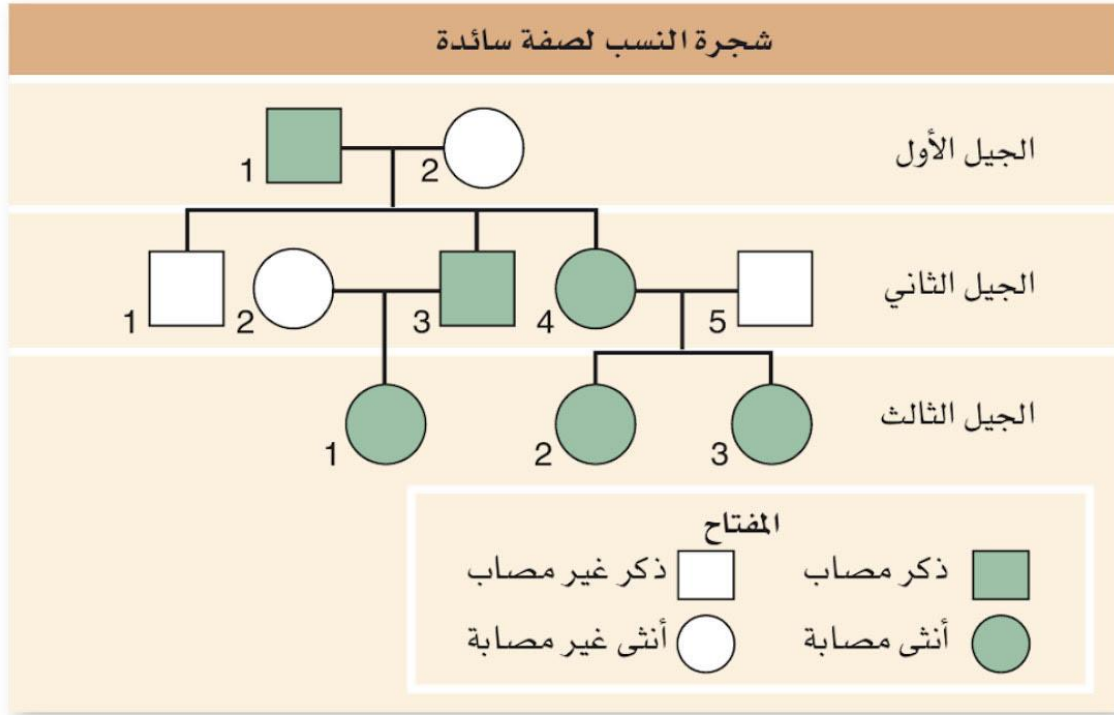 شجرة النسب لصفة سائدة
الجيل الأول
1
2
الجيل الثاني
1
2
3
4
5
الجيل الثالث
1
2
3
المفتاح
ذكر مصاب
ذكر غير مصاب
أنثى مصابة
أنثى غير مصابة